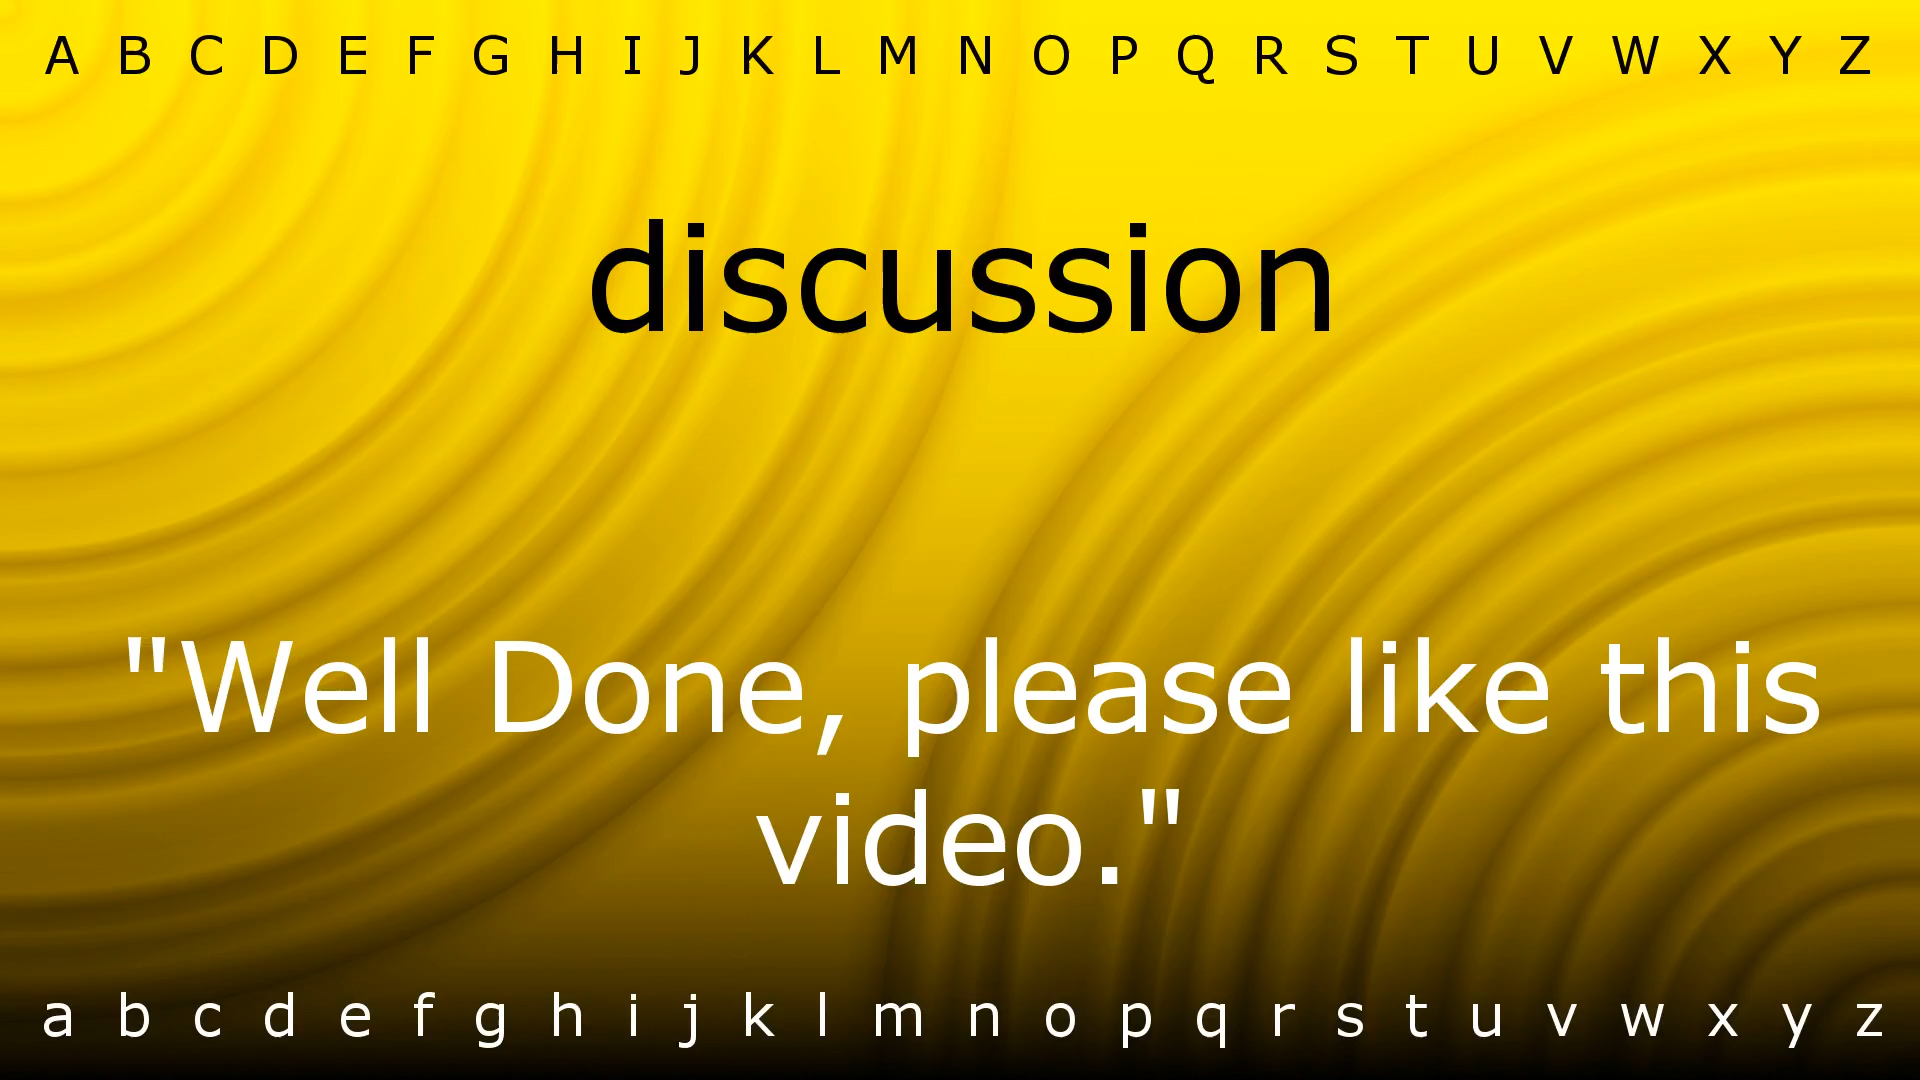 A B C D E F G H I J K L M N O P Q R S T U V W X Y Z
discussion
"Well Done, please like this
video."
a b c d e f g h i j k l m n o p q r s t u v w x y z